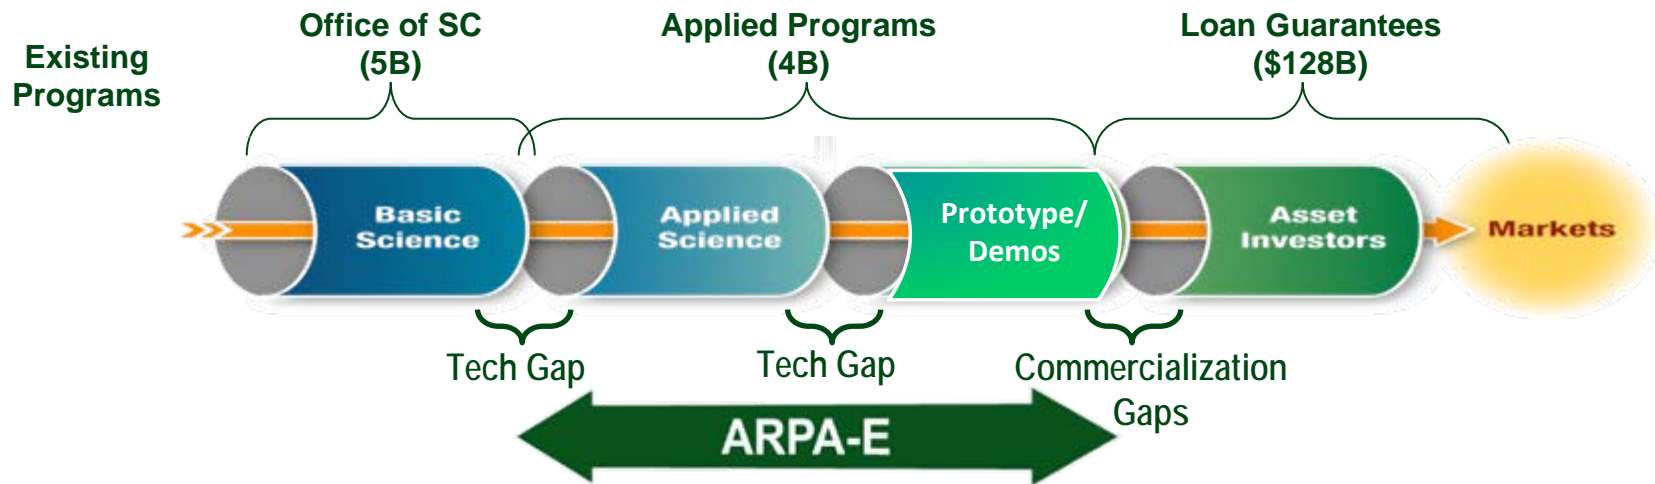 Existing
Programs
Office of SC
(5B)
Applied Programs
(4B)
Loan Guarantees
($128B)
Basic
Science
Applied
Science
Prototype/
Demos
Asset
Investors
Markets
Tech Gap
Tech Gap
Commercialization
Gaps
ARPA-E